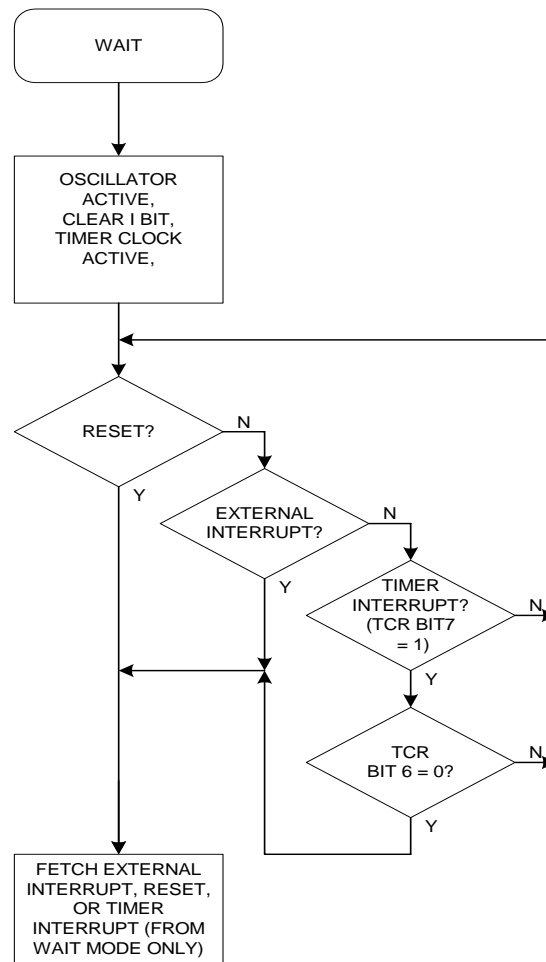 WAIT
OSCILLATOR
ACTIVE,
CLEAR I BIT,
TIMER CLOCK
ACTIVE,
RESET?
N
Y
EXTERNAL
INTERRUPT?
N
Y
TIMER
INTERRUPT?
(TCR BIT7
= 1)
N
Y
TCR
BIT 6 = 0?
N
Y
FETCH EXTERNAL
INTERRUPT, RESET,
OR TIMER
INTERRUPT (FROM
WAIT MODE ONLY)